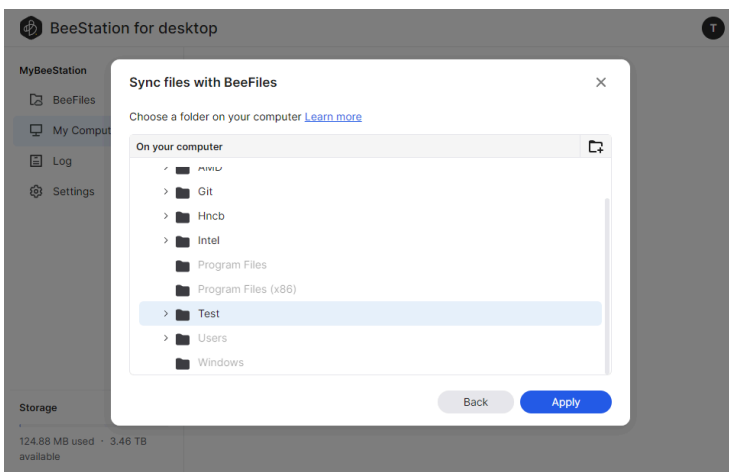 BeeStation for desktop
T
MyBeeStation
BeeFiles
My Comput
Log
Settings
Sync files with BeeFiles
Choose a folder on your computer Learn more
On your computer
AMD
Git
Hncb
Intel
Program Files
Program Files (x86)
Test
Users
Windows
Back
Apply
Storage
124.88 MB used · 3.46 TB
available